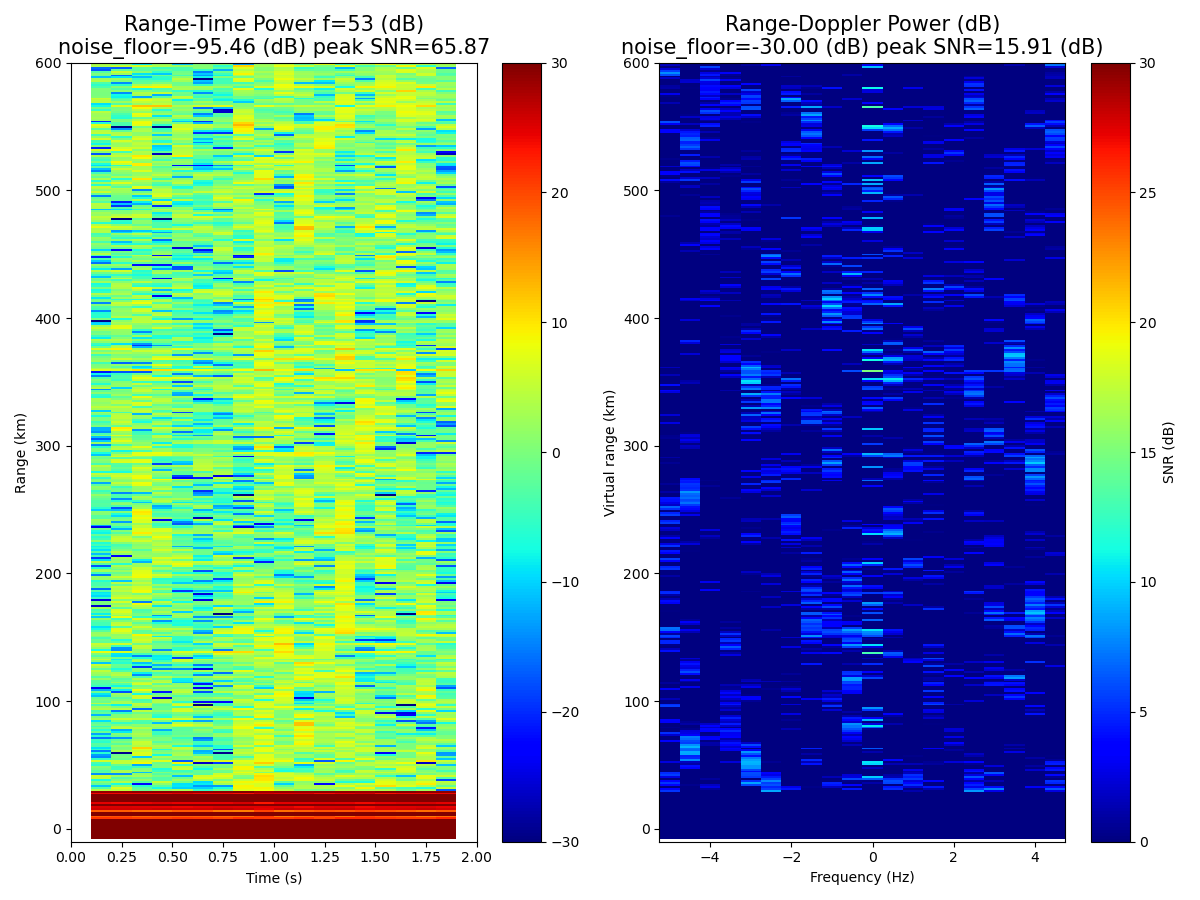 Range-Time Power f=53 (dB)
noise_floor=-95.46 (dB) peak SNR=65.87
600
500
400
300
200
100
0
Range (km)
0.00 0.25 0.50 0.75 1.00 1.25 1.50 1.75 2.00
Time (s)
30
20
10
0
−10
−20
−30
Range-Doppler Power (dB)
noise_floor=-30.00 (dB) peak SNR=15.91 (dB)
600
500
400
300
200
100
0
Virtual range (km)
−4 −2 0 2 4
Frequency (Hz)
30
25
20
15
10
5
0
SNR (dB)